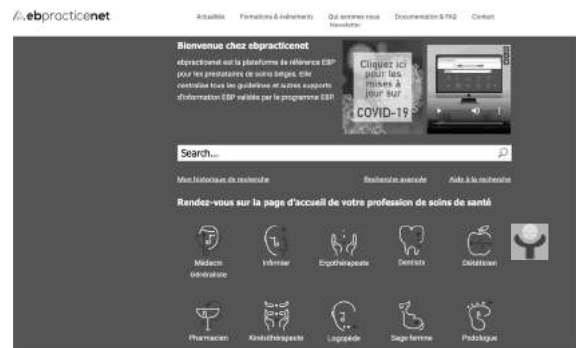 ebpracticenet
Actualités Formations & événements Qui sommes nous Documentation & FAQ Contact
Newsletter
Bienvenue chez ebpracticenet
ebpracticenet est la plateforme de référence EBP
pour les prestataires de soins belges. Elle
centralise tous les guidelines et autres supports
d'information EBP validés par le programme EBP.
Cliquez ici
pour les
mises à
jour sur
COVID-19
Search...
Mon historique de recherche Recherche avancée Aide à la recherche
Rendez-vous sur la page d'accueil de votre profession de soins de santé
Médecin Infirmier Ergothérapeute Dentiste Diététicien
Généraliste
Pharmacien Kinésithérapeute Logopède Sage femme Podologue